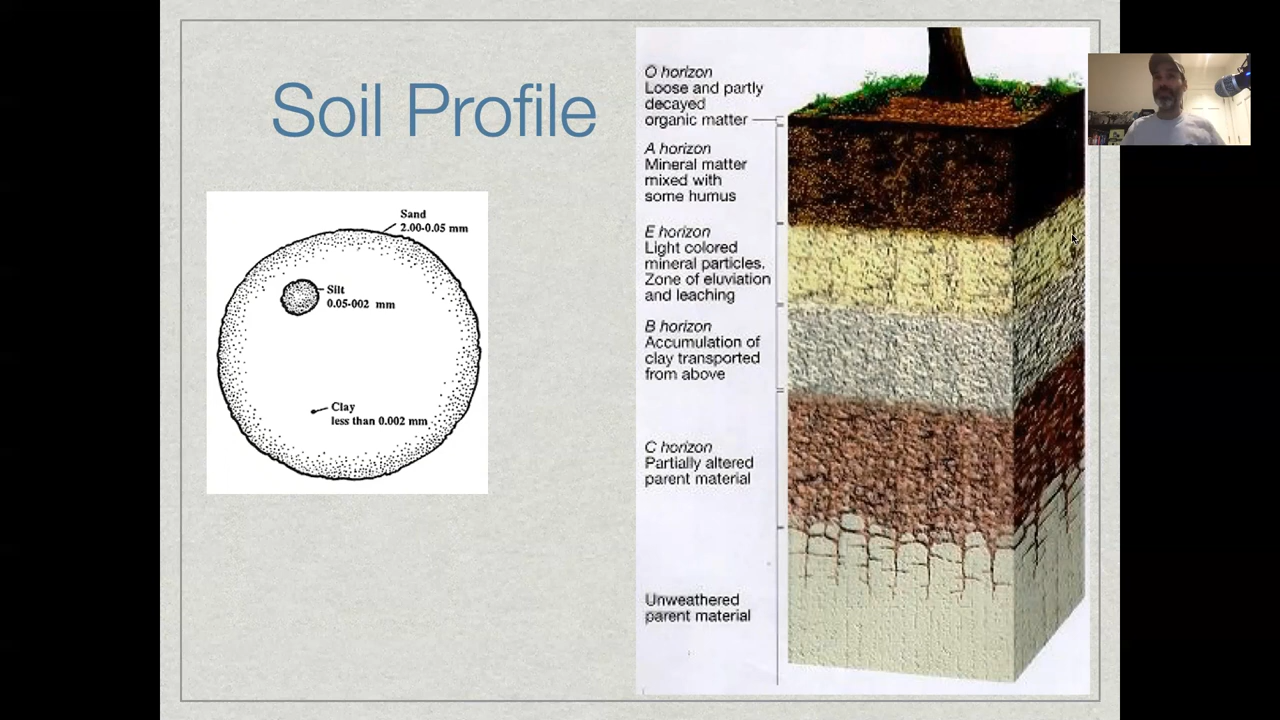 Soil Profile
Sand
2.00-0.05 mm
Silt
0.05-002 mm
Clay
less than 0.002 mm
O horizon
Loose and partly
decayed
organic matter
A horizon
Mineral matter
mixed with
some humus
E horizon
Light colored
mineral particles.
Zone of eluviation
and leaching
B horizon
Accumulation of
clay transported
from above
C horizon
Partially altered
parent material
Unweathered
parent material